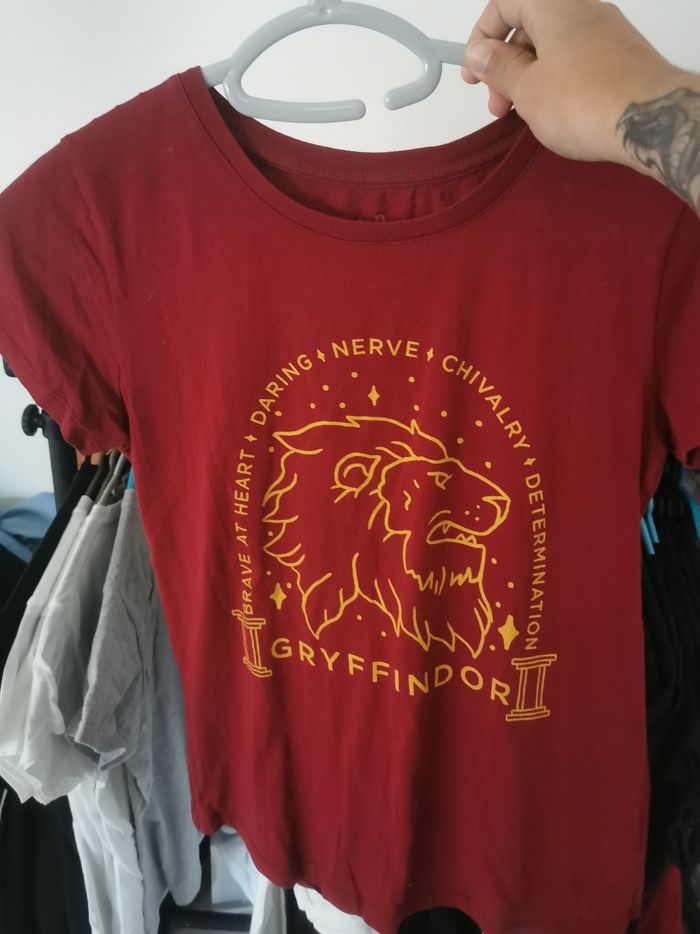 BRAVE AT HEART ✦ DARING ✦ NERVE ✦ CHIVALRY ✦ DETERMINATION
GRYFFINDOR